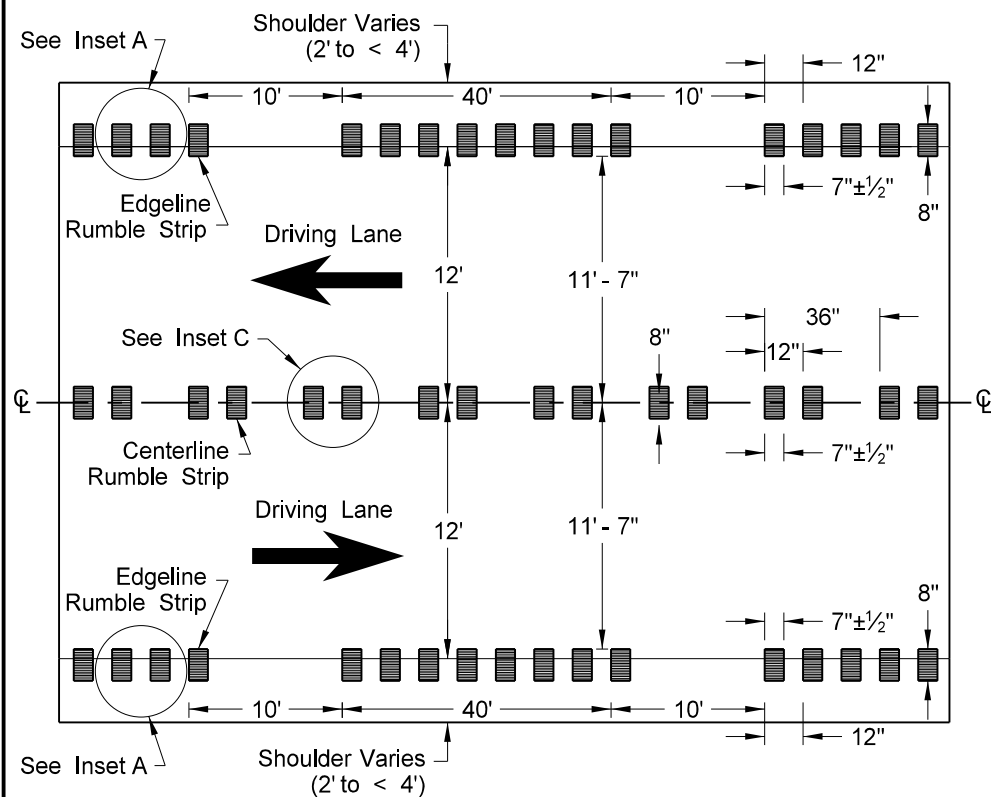 Shoulder Varies
(2' to < 4')
See Inset A
12"
10'
40'
10'
7"±½"
8"
Edgeline
Rumble Strip
Driving Lane
12'
11' - 7"
36"
See Inset C
8"
12"
℄
℄
Centerline
Rumble Strip
7"±½"
Driving Lane
12'
11' - 7"
Edgeline
Rumble Strip
8"
7"±½"
10'
40'
10'
12"
See Inset A
Shoulder Varies
(2' to < 4')